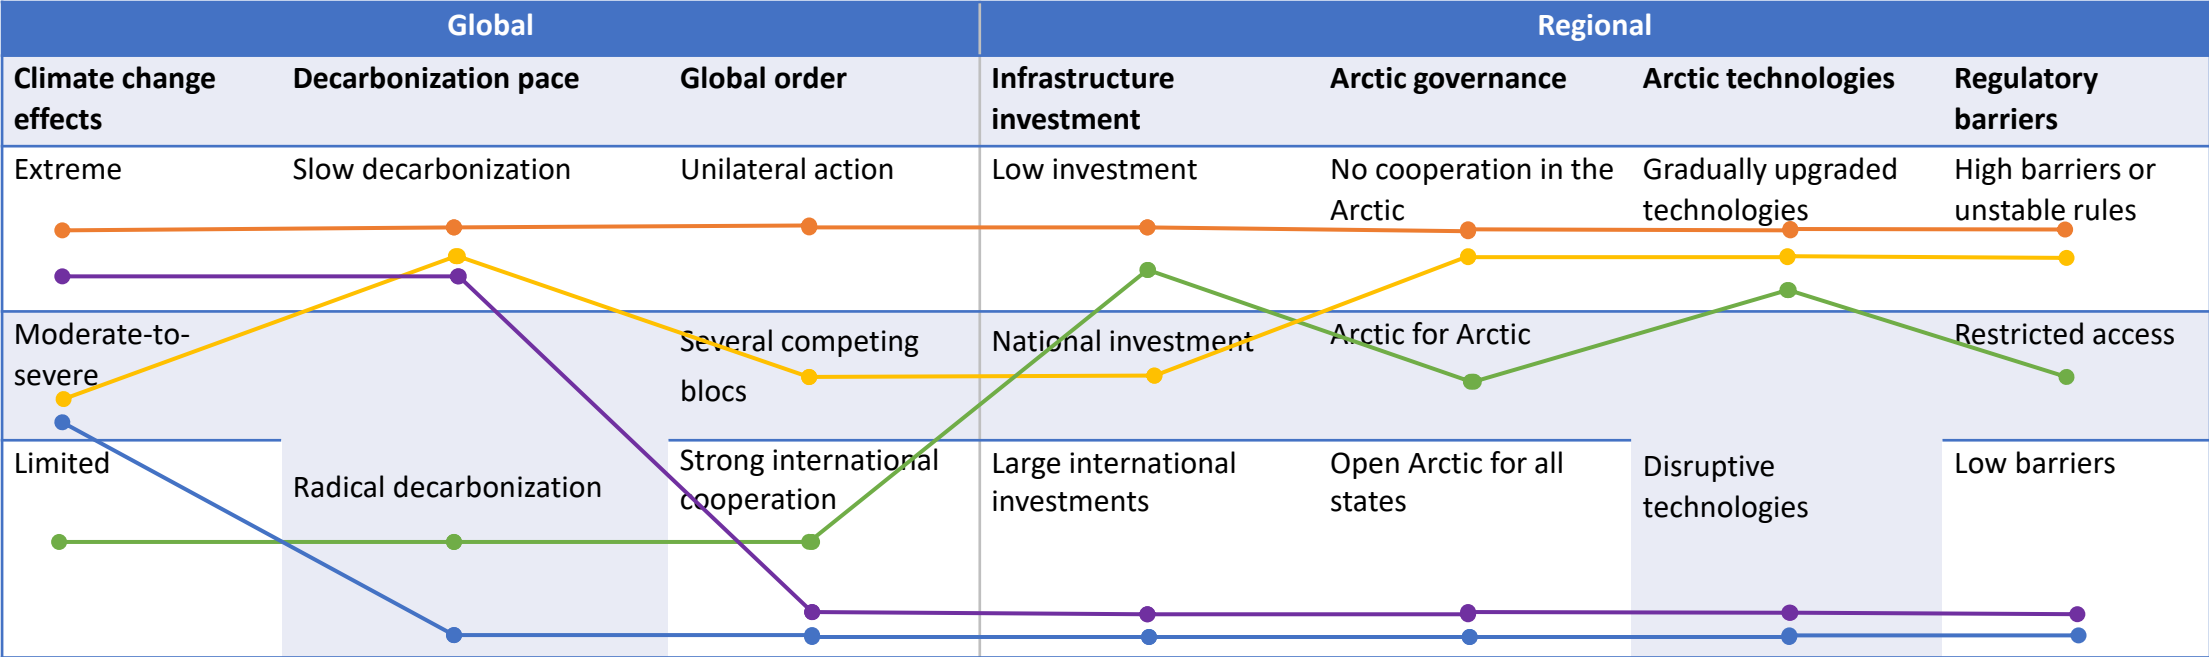 Global
Regional
Climate change
effects
Decarbonization pace
Global order
Infrastructure
investment
Arctic governance
Arctic technologies
Regulatory
barriers
Extreme
Slow decarbonization
Unilateral action
Low investment
No cooperation in the
Arctic
Gradually upgraded
technologies
High barriers or
unstable rules
Moderate-to-
severe
Several competing
blocs
National investment
Arctic for Arctic
Restricted access
Limited
Radical decarbonization
Strong international
cooperation
Large international
investments
Open Arctic for all
states
Disruptive
technologies
Low barriers